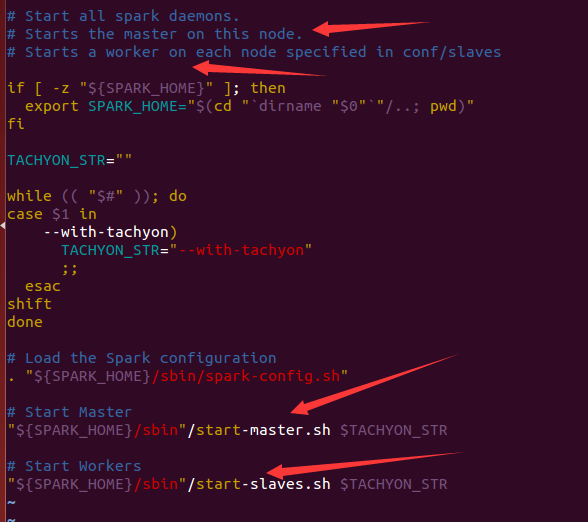 # Start all spark daemons.
# Starts the master on this node.
# Starts a worker on each node specified in conf/slaves

if [ -z "${SPARK_HOME}" ]; then
  export SPARK_HOME="$(cd "`dirname "$0"`"/..; pwd)"
fi

TACHYON_STR=""

while (( "$#" )); do
case $1 in
    --with-tachyon)
      TACHYON_STR="--with-tachyon"
      ;;
  esac
shift
done

# Load the Spark configuration
. "${SPARK_HOME}/sbin/spark-config.sh"

# Start Master
"${SPARK_HOME}/sbin"/start-master.sh $TACHYON_STR

# Start Workers
"${SPARK_HOME}/sbin"/start-slaves.sh $TACHYON_STR
~
~